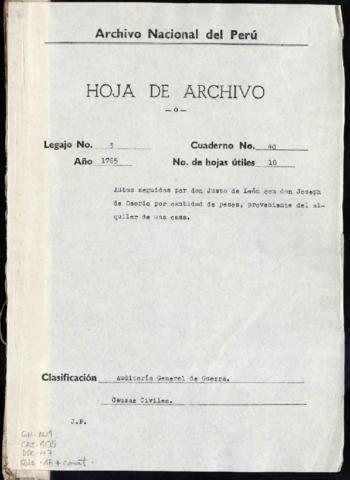 Archivo Nacional del Perú
HOJA DE ARCHIVO
—o—
Legajo No. 3 Cuaderno No. 40
Año 1765 No. de hojas útiles 18
Autos seguidos por don Justo de León con don Joseph
de Osorio por cantidad de pesos, proveniente del al-
quiler de una casa.
Clasificación Auditoría General de Guerra.
Causas Civiles.
J.P.